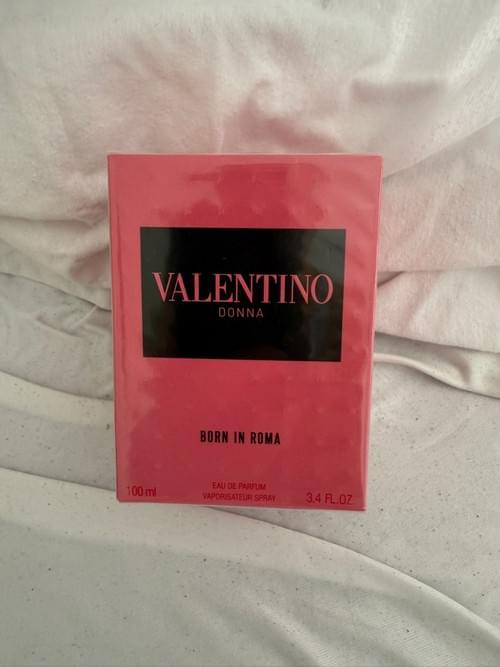 VALENTINO
DONNA
BORN IN ROMA
EAU DE PARFUM
100 ml VAPORISATEUR SPRAY 3.4 FL.OZ